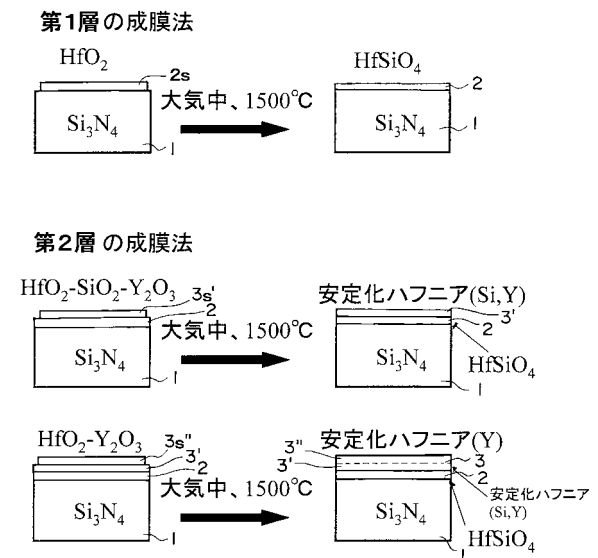 第1層の成膜法
HfO₂
HfSiO₄
2s
2
大気中、1500℃
Si₃N₄
Si₃N₄
1
1
第2層の成膜法
HfO₂-SiO₂-Y₂O₃
安定化ハフニア(Si,Y)
3s'
3'
2
2
大気中、1500℃
Si₃N₄
Si₃N₄
HfSiO₄
1
1
HfO₂-Y₂O₃
安定化ハフニア(Y)
3s"
3"
3'
3'
3
2
2
大気中、1500℃
安定化ハフニア
(Si,Y)
Si₃N₄
Si₃N₄
HfSiO₄
1
1